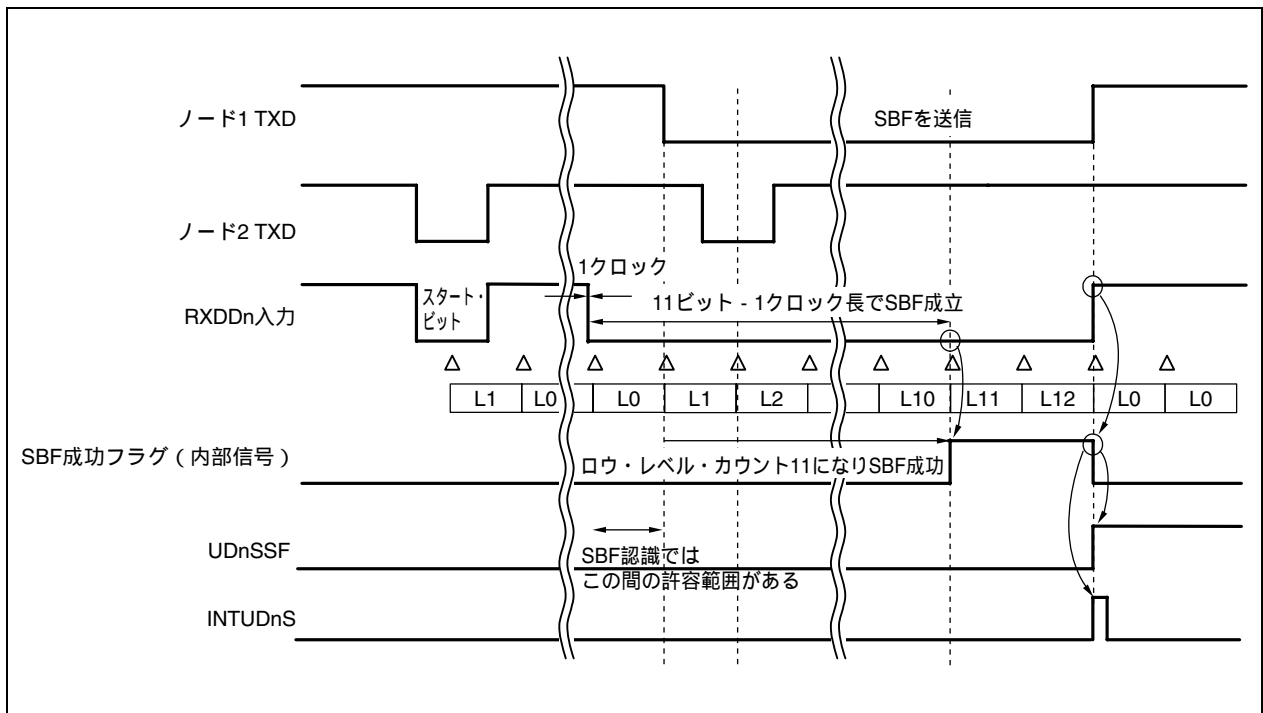 ノード1 TXD
SBFを送信
ノード2 TXD
1クロック
RXDDn入力
スタート・
ビット
11ビット - 1クロック長でSBF成立
L1 L0 L0 L1 L2 L10 L11 L12 L0 L0
SBF成功フラグ ( 内部信号 )
ロウ・レベル・カウント11になりSBF成功
UDnSSF
SBF認識では
この間の許容範囲がある
INTUDnS